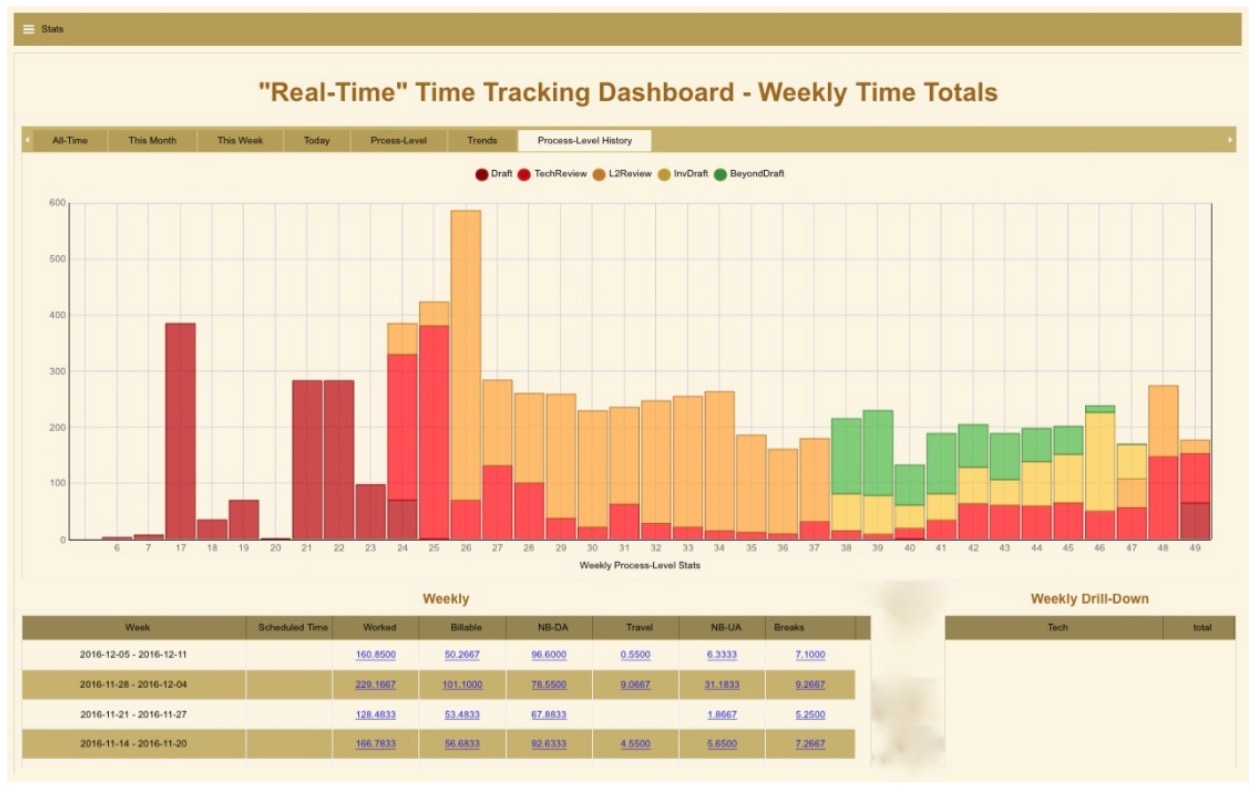 Stats
"Real-Time" Time Tracking Dashboard - Weekly Time Totals
All-Time This Month This Week Today Prcess-Level Trends Process-Level History
Draft TechReview L2Review InvDraft BeyondDraft
600
500
400
300
200
100
0
6 7 17 18 19 20 21 22 23 24 25 26 27 28 29 30 31 32 33 34 35 36 37 38 39 40 41 42 43 44 45 46 47 48 49
Weekly Process-Level Stats
Weekly Weekly Drill-Down
Week Scheduled Time Worked Billable NB-DA Travel NB-UA Breaks Tech total
2016-12-05 - 2016-12-11 160.8500 50.2667 96.6000 0.5500 6.3333 7.1000
2016-11-28 - 2016-12-04 229.1667 101.1000 78.5500 9.0667 31.1833 9.2667
2016-11-21 - 2016-11-27 128.4833 53.4833 67.8833 1.8667 5.2500
2016-11-14 - 2016-11-20 166.7833 56.6833 92.6333 4.5500 5.6500 7.2667